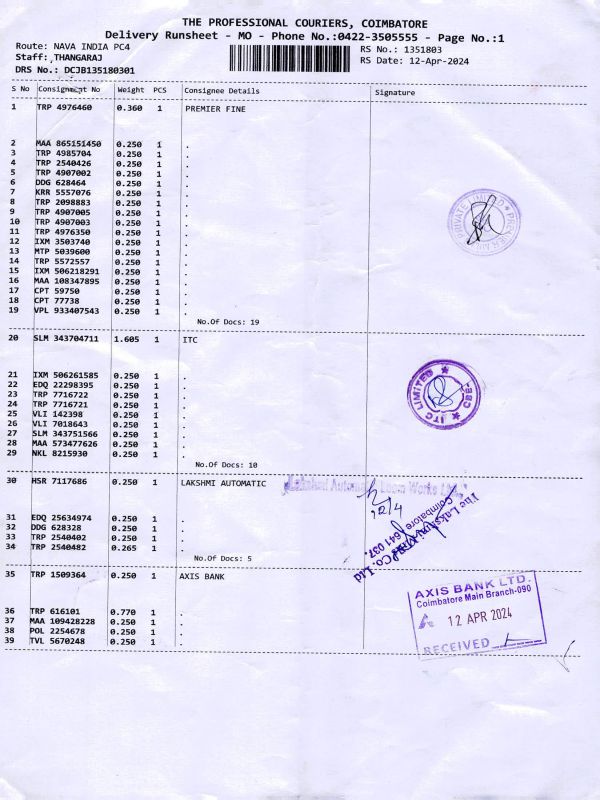 THE PROFESSIONAL COURIERS, COIMBATORE
Delivery Runsheet - MO - Phone No.:0422-3505555 - Page No.:1
Route: NAVA INDIA PC4 RS No.: 1351803
Staff: THANGARAJ RS Date: 12-Apr-2024
DRS No.: DCJB135180301
S No Consignment No Weight PCS Consignee Details Signature
1 TRP 4976460 0.360 1 PREMIER FINE
2 MAA 865151450 0.250 1 .
3 TRP 4985704 0.250 1 .
4 TRP 2540426 0.250 1 .
5 TRP 4907002 0.250 1 .
6 DDG 628464 0.250 1 .
7 KRR 5557076 0.250 1 .
8 TRP 2098883 0.250 1 .
9 TRP 4907005 0.250 1 .
10 TRP 4907003 0.250 1 .
11 TRP 4976350 0.250 1 .
12 IXM 3503740 0.250 1 .
13 MTP 5039600 0.250 1 .
14 TRP 5572557 0.250 1 .
15 IXM 506218291 0.250 1 .
16 MAA 108347895 0.250 1 .
17 CPT 59750 0.250 1 .
18 CPT 77738 0.250 1 .
19 VPL 933407543 0.250 1 .
No.Of Docs: 19
PRIVATE LIMITED
20 SLM 343704711 1.605 1 ITC
21 IXM 506261585 0.250 1 .
22 EDQ 22298395 0.250 1 .
23 TRP 7716722 0.250 1 .
24 TRP 7716721 0.250 1 .
25 VLI 142398 0.250 1 .
26 VLI 7018643 0.250 1 .
27 SLM 343751566 0.250 1 .
28 MAA 573477626 0.250 1 .
29 NKL 8215930 0.250 1 .
No.Of Docs: 10
ITC LIMITED
CBET
30 HSR 7117686 0.250 1 LAKSHMI AUTOMATIC
Lakshmi Automatic Loom Works Ltd.,
12/4
31 EDQ 25634974 0.250 1 .
32 DDG 628328 0.250 1 .
33 TRP 2540402 0.250 1 .
34 TRP 2540482 0.265 1 .
No.Of Docs: 5
The Lakshmi Co. Ltd
Coimbatore 641 037.
35 TRP 1509364 0.250 1 AXIS BANK
36 TRP 616101 0.770 1 .
37 MAA 109428228 0.250 1 .
38 POL 2254678 0.250 1 .
39 TVL 5670248 0.250 1 .
AXIS BANK LTD.
Coimbatore Main Branch-090
12 APR 2024
RECEIVED